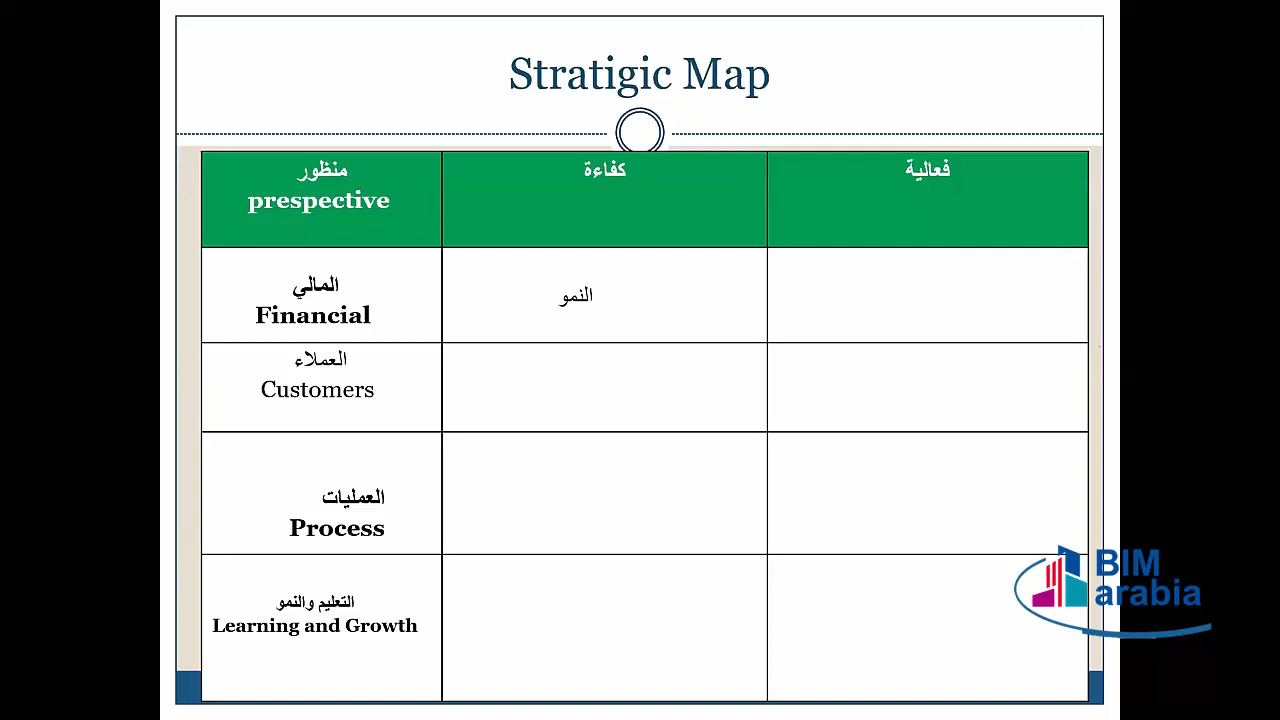 Stratigic Map
منظور
prespective
كفاءة
فعالية
المالي
Financial
النمو
العملاء
Customers
العمليات
Process
التعليم والنمو
Learning and Growth
BIM
arabia